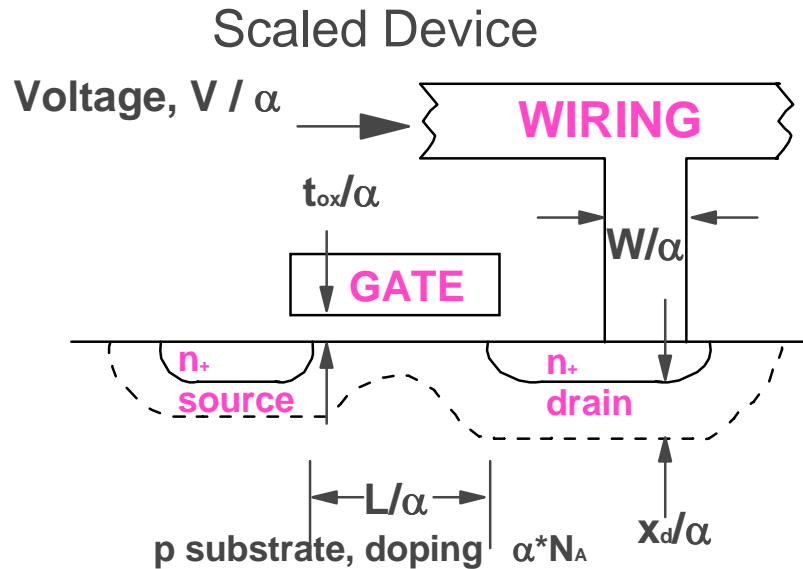 Scaled Device
Voltage, V / α
WIRING
tox/α
W/α
GATE
n+
source
n+
drain
L/α
xd/α
p substrate, doping α*NA